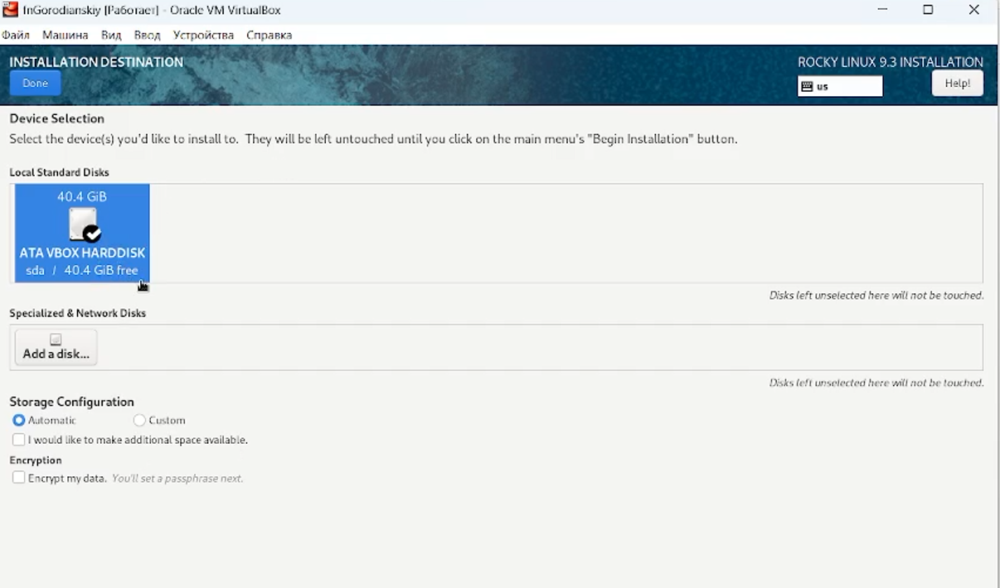 InGorodianskiy [Работает] - Oracle VM VirtualBox
Файл Машина Вид Ввод Устройства Справка
INSTALLATION DESTINATION
ROCKY LINUX 9.3 INSTALLATION
Done
us
Help!
Device Selection
Select the device(s) you'd like to install to. They will be left untouched until you click on the main menu's "Begin Installation" button.
Local Standard Disks
40.4 GiB
ATA VBOX HARDDISK
sda / 40.4 GiB free
Disks left unselected here will not be touched.
Specialized & Network Disks
Add a disk...
Disks left unselected here will not be touched.
Storage Configuration
Automatic Custom
I would like to make additional space available.
Encryption
Encrypt my data. You'll set a passphrase next.